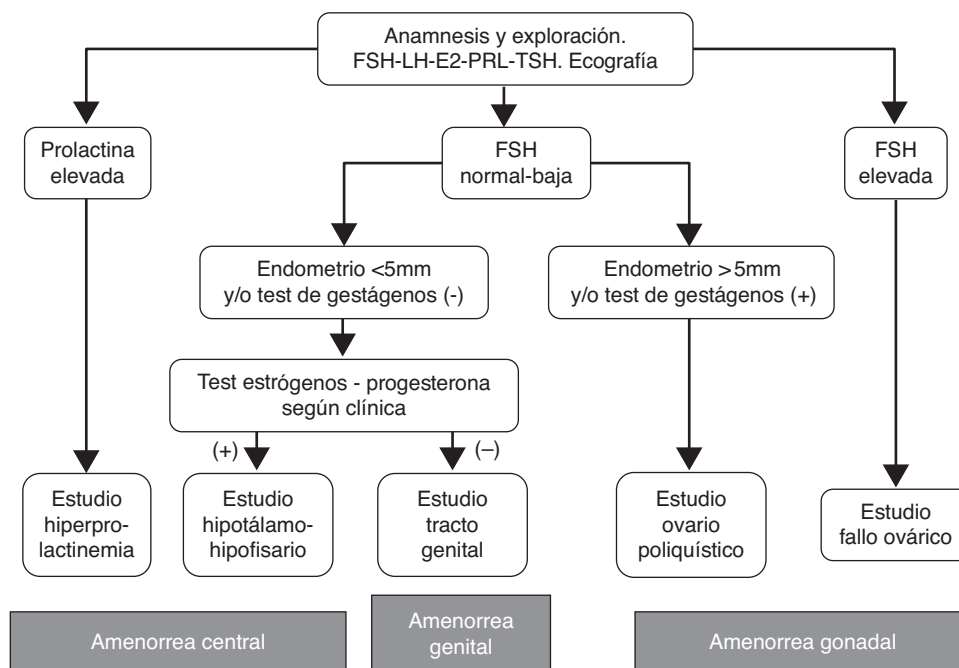 Anamnesis y exploración.
FSH-LH-E2-PRL-TSH. Ecografía
Prolactina
elevada
FSH
normal-baja
FSH
elevada
Endometrio <5mm
y/o test de gestágenos (-)
Endometrio >5mm
y/o test de gestágenos (+)
Test estrógenos - progesterona
según clínica
(+)
(–)
Estudio
hiperpro-
lactinemia
Estudio
hipotálamo-
hipofisario
Estudio
tracto
genital
Estudio
ovario
poliquístico
Estudio
fallo ovárico
Amenorrea central
Amenorrea
genital
Amenorrea gonadal